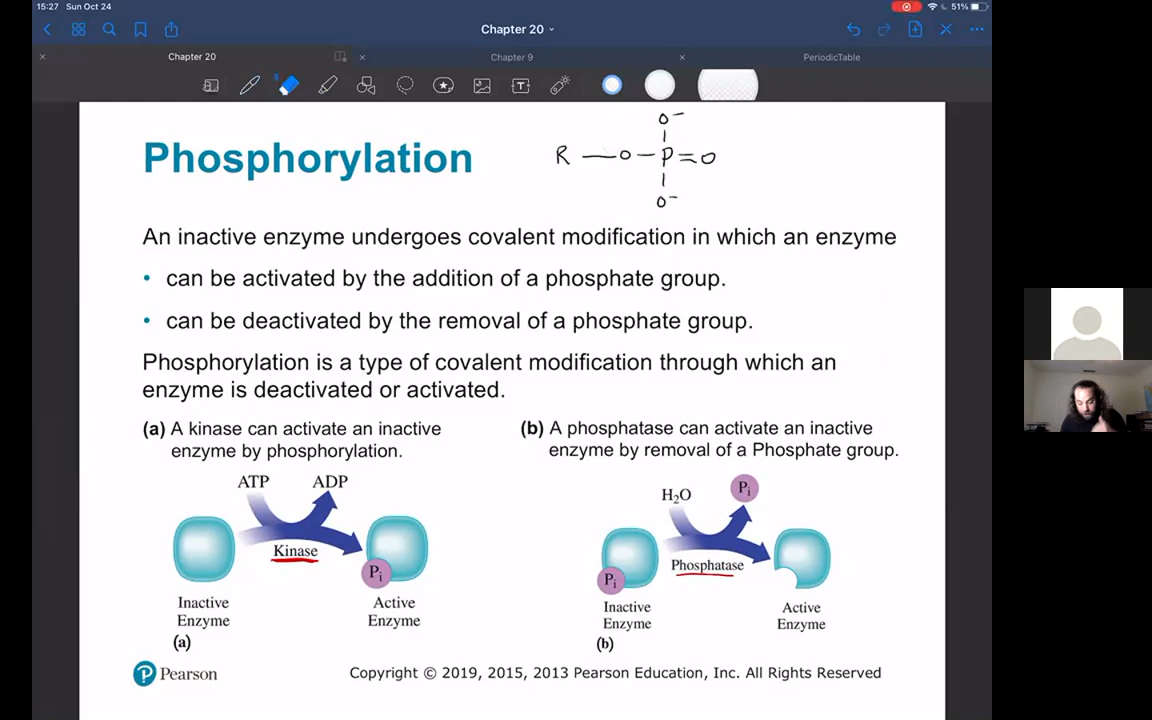 15:27 Sun Oct 24
51%
Chapter 20
Chapter 20
Chapter 9
PeriodicTable
T
O⁻
Phosphorylation
R — O — P = O
O⁻
An inactive enzyme undergoes covalent modification in which an enzyme
• can be activated by the addition of a phosphate group.
• can be deactivated by the removal of a phosphate group.
Phosphorylation is a type of covalent modification through which an
enzyme is deactivated or activated.
(a) A kinase can activate an inactive
enzyme by phosphorylation.
ATP ADP
Kinase
Pi
Inactive
Enzyme
Active
Enzyme
(a)
(b) A phosphatase can activate an inactive
enzyme by removal of a Phosphate group.
H₂O Pi
Phosphatase
Pi
Inactive
Enzyme
Active
Enzyme
(b)
P Pearson
Copyright © 2019, 2015, 2013 Pearson Education, Inc. All Rights Reserved